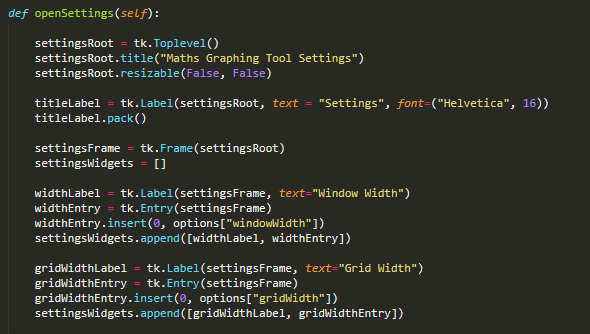 def openSettings(self):
settingsRoot = tk.Toplevel()
settingsRoot.title("Maths Graphing Tool Settings")
settingsRoot.resizable(False, False)
titleLabel = tk.Label(settingsRoot, text = "Settings", font=("Helvetica", 16))
titleLabel.pack()
settingsFrame = tk.Frame(settingsRoot)
settingsWidgets = []
widthLabel = tk.Label(settingsFrame, text="Window Width")
widthEntry = tk.Entry(settingsFrame)
widthEntry.insert(0, options["windowWidth"])
settingsWidgets.append([widthLabel, widthEntry])
gridWidthLabel = tk.Label(settingsFrame, text="Grid Width")
gridWidthEntry = tk.Entry(settingsFrame)
gridWidthEntry.insert(0, options["gridWidth"])
settingsWidgets.append([gridWidthLabel, gridWidthEntry])